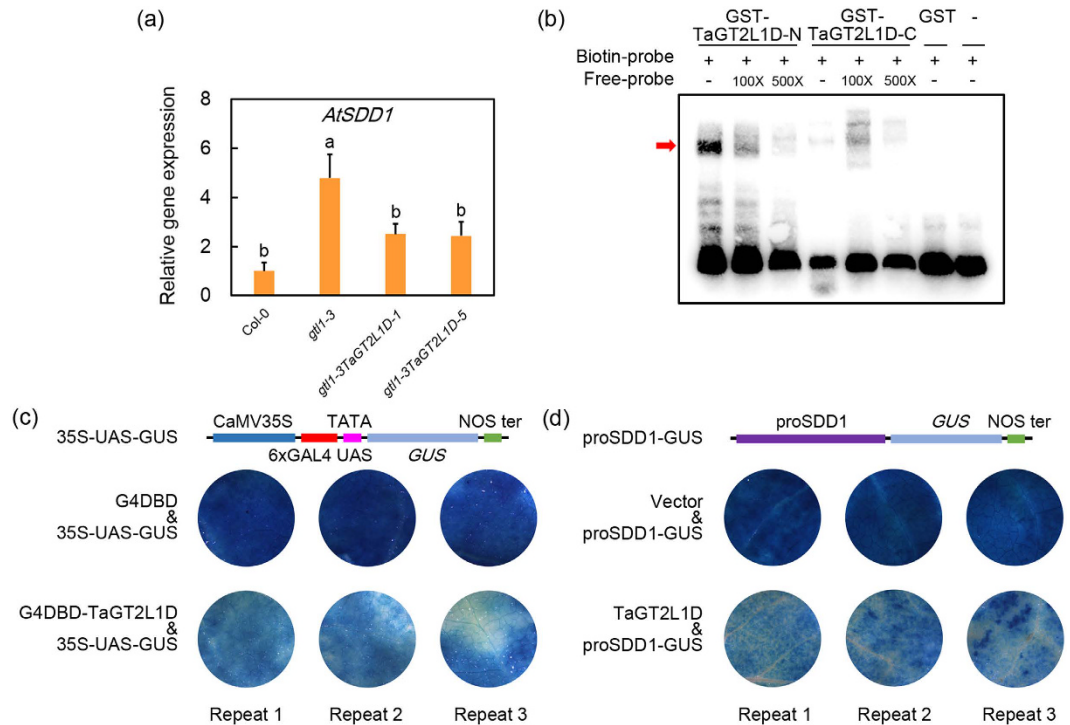 (a)
AtSDD1
Relative gene expression
8
6
4
2
0
b
a
b
b
Col-0
gtl1-3
gtl1-3TaGT2L1D-1
gtl1-3TaGT2L1D-5
(b)
GST-TaGT2L1D-N
GST-TaGT2L1D-C
GST
-
Biotin-probe + + + + + + + +
Free-probe - 100X 500X - 100X 500X - -
(c)
CaMV35S TATA NOS ter
35S-UAS-GUS
6xGAL4 UAS GUS
G4DBD
&
35S-UAS-GUS
G4DBD-TaGT2L1D
&
35S-UAS-GUS
Repeat 1 Repeat 2 Repeat 3
(d)
proSDD1 GUS NOS ter
proSDD1-GUS
Vector
&
proSDD1-GUS
TaGT2L1D
&
proSDD1-GUS
Repeat 1 Repeat 2 Repeat 3